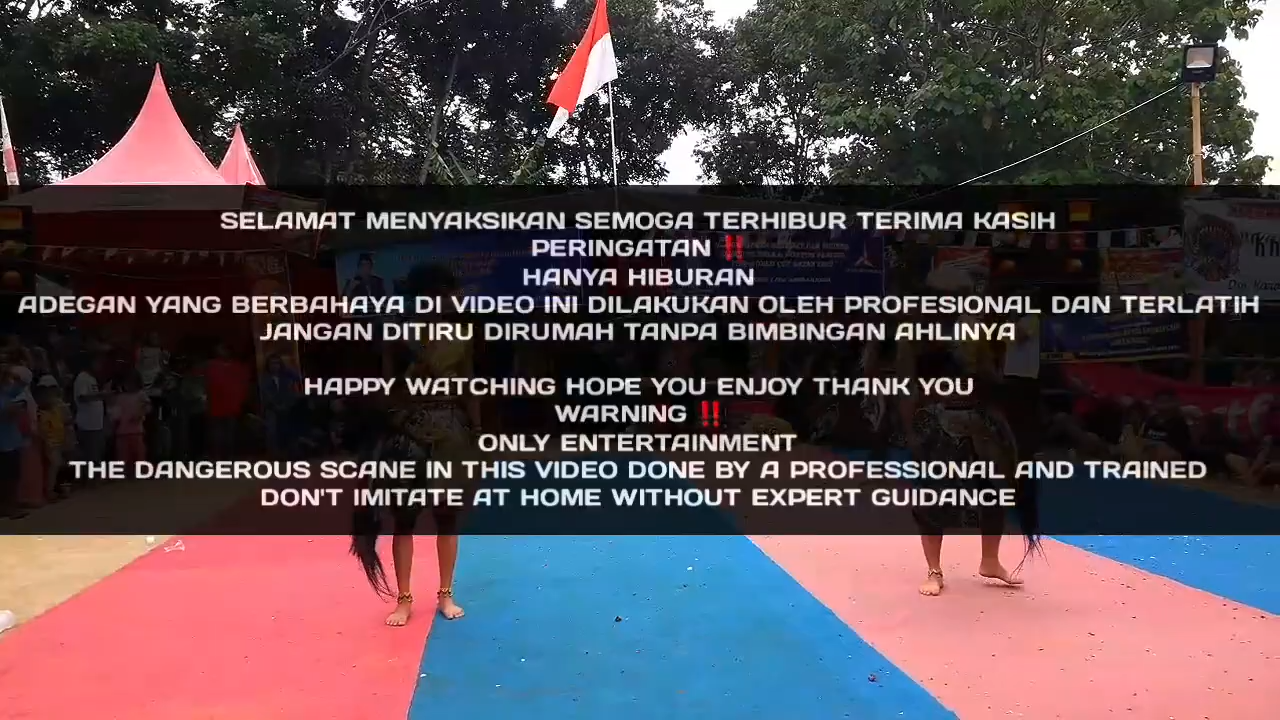 SELAMAT MENYAKSIKAN SEMOGA TERHIBUR TERIMA KASIH
PERINGATAN ‼️
HANYA HIBURAN
ADEGAN YANG BERBAHAYA DI VIDEO INI DILAKUKAN OLEH PROFESIONAL DAN TERLATIH
JANGAN DITIRU DIRUMAH TANPA BIMBINGAN AHLINYA
HAPPY WATCHING HOPE YOU ENJOY THANK YOU
WARNING ‼️
ONLY ENTERTAINMENT
THE DANGEROUS SCANE IN THIS VIDEO DONE BY A PROFESSIONAL AND TRAINED
DON'T IMITATE AT HOME WITHOUT EXPERT GUIDANCE